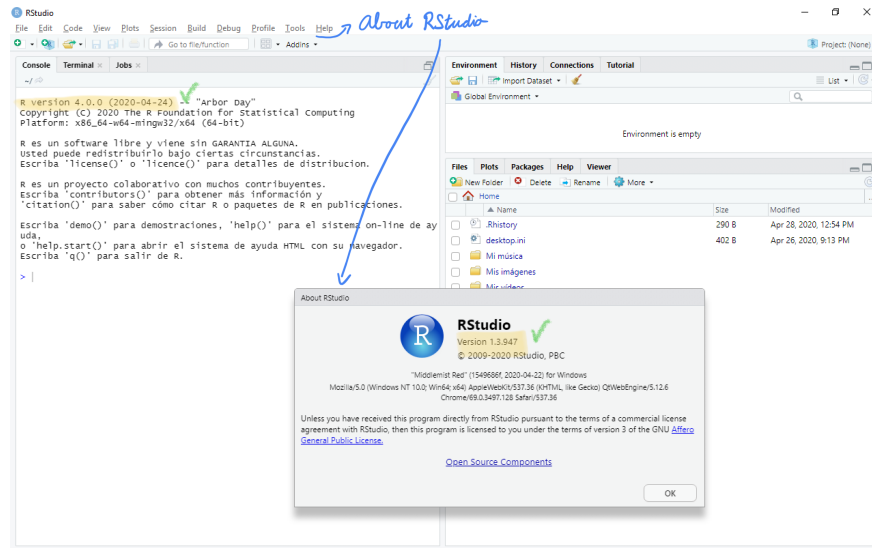 RStudio
About RStudio
File Edit Code View Plots Session Build Debug Profile Tools Help
Go to file/function Addins Project: (None)
Console Terminal Jobs
~/
R version 4.0.0 (2020-04-24) -- "Arbor Day"
Copyright (C) 2020 The R Foundation for Statistical Computing
Platform: x86_64-w64-mingw32/x64 (64-bit)
R es un software libre y viene sin GARANTIA ALGUNA.
Usted puede redistribuirlo bajo ciertas circunstancias.
Escriba 'license()' o 'licence()' para detalles de distribucion.
R es un proyecto colaborativo con muchos contribuyentes.
Escriba 'contributors()' para obtener más información y
'citation()' para saber cómo citar R o paquetes de R en publicaciones.
Escriba 'demo()' para demostraciones, 'help()' para el sistema on-line de ay
uda,
o 'help.start()' para abrir el sistema de ayuda HTML con su navegador.
Escriba 'q()' para salir de R.
>
Environment History Connections Tutorial
Import Dataset List
Global Environment
Environment is empty
Files Plots Packages Help Viewer
New Folder Delete Rename More
Home
Name Size Modified
.Rhistory 290 B Apr 28, 2020, 12:54 PM
desktop.ini 402 B Apr 26, 2020, 9:13 PM
Mi música
Mis imágenes
Mis vídeos
About RStudio
R
RStudio
Version 1.3.947
© 2009-2020 RStudio, PBC
"Middlemist Red" (1549686f, 2020-04-22) for Windows
Mozilla/5.0 (Windows NT 10.0; Win64; x64) AppleWebKit/537.36 (KHTML, like Gecko) QtWebEngine/5.12.6
Chrome/69.0.3497.128 Safari/537.36
Unless you have received this program directly from RStudio pursuant to the terms of a commercial license
agreement with RStudio, then this program is licensed to you under the terms of version 3 of the GNU Affero
General Public License.
Open Source Components
OK